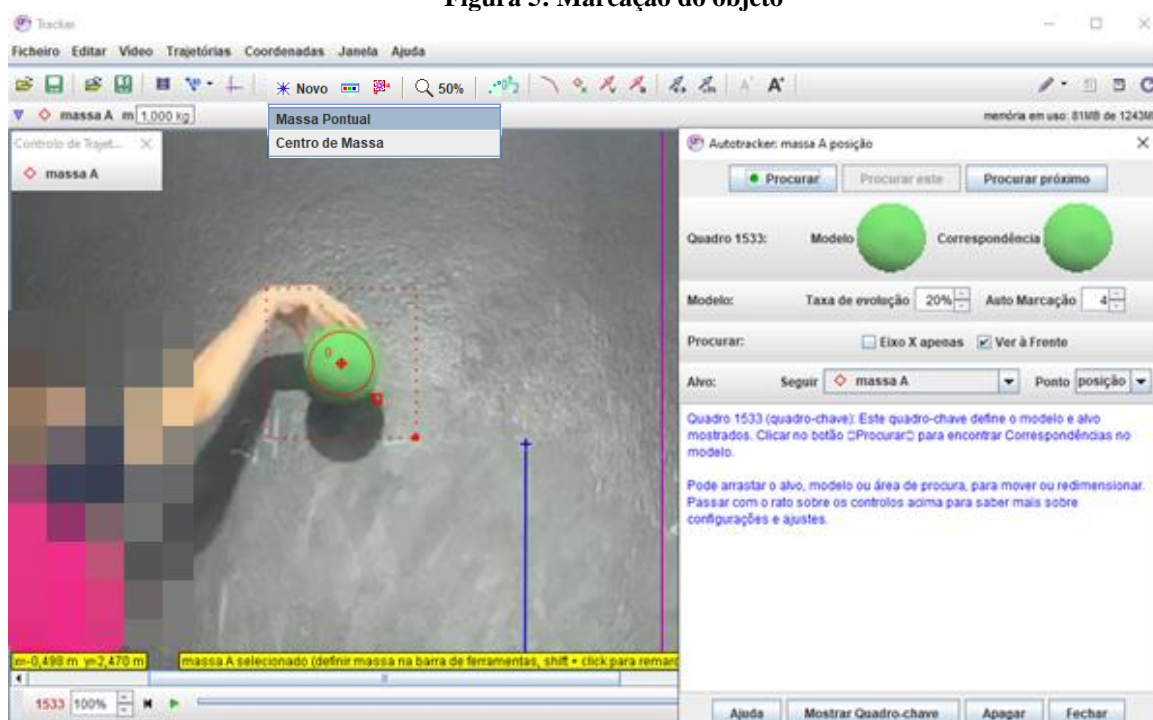 Figura 3: Marcação do objeto
Tracker
Ficheiro Editar Video Trajetórias Coordenadas Janela Ajuda
Novo 50%
massa A m 1,000 kg
memória em uso: 81MB de 1243M
Massa Pontual
Centro de Massa
Controlo de Trajet...
massa A
Autotracker: massa A posição
Procurar Procurar este Procurar próximo
Quadro 1533: Modelo Correspondência
Modelo: Taxa de evolução 20% Auto Marcação 4
Procurar: Eixo X apenas Ver à Frente
Alvo: Seguir massa A Ponto posição
Quadro 1533 (quadro-chave): Este quadro-chave define o modelo e alvo
mostrados. Clicar no botão □Procurar□ para encontrar Correspondências no
modelo.
Pode arrastar o alvo, modelo ou área de procura, para mover ou redimensionar.
Passar com o rato sobre os controlos acima para saber mais sobre
configurações e ajustes.
0
x=-0,498 m y=2,470 m
massa A selecionado (definir massa na barra de ferramentas, shift + click para remarc
1533 100%
Ajuda Mostrar Quadro-chave Apagar Fechar